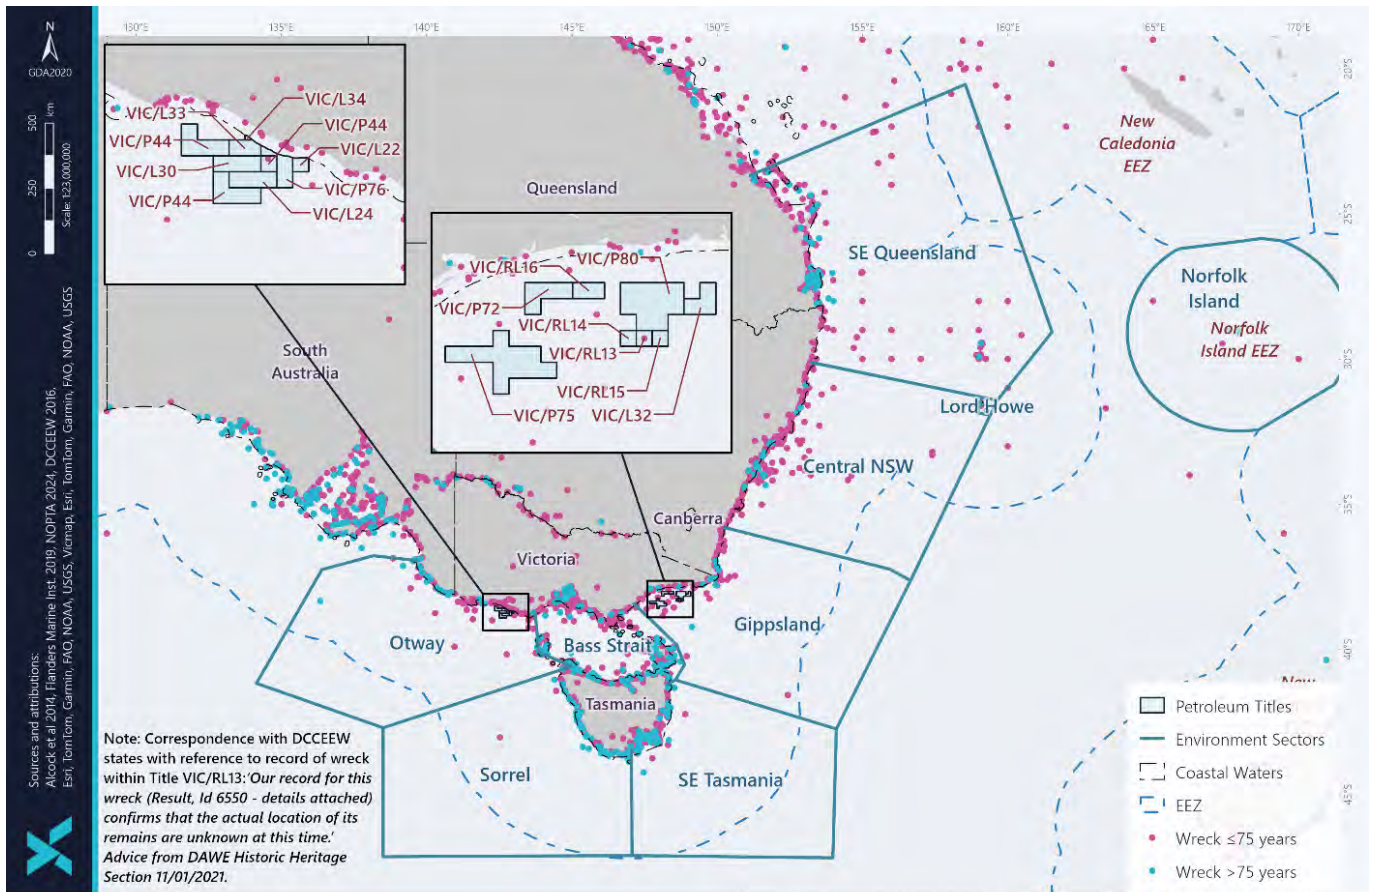 150°E 135°E 140°E 145°E 150°E 155°E 160°E 165°E 170°E
N
GDA2020
500
km
250
0
Scale: 1:23,000,000
Sources and attributions:
Alcock et al 2014, Flanders Marine Inst. 2019, NOPTA 2024, DCCEEW 2016,
Esri, TomTom, Garmin, FAO, NOAA, USGS, Vicmap, Esri, TomTom, Garmin, FAO, NOAA, USGS
VIC/L34
VIC/L33
VIC/P44
VIC/P44
VIC/L22
VIC/L30
VIC/P76
VIC/P44
VIC/L24
VIC/P80
VIC/RL16
VIC/P72
VIC/RL14
VIC/RL13
VIC/RL15
VIC/P75
VIC/L32
Queensland
South
Australia
Victoria
Canberra
Tasmania
SE Queensland
New
Caledonia
EEZ
Norfolk
Island
Norfolk
Island EEZ
Lord Howe
Central NSW
Gippsland
Otway
Bass Strait
Sorrel
SE Tasmania
New
20°S
25°S
30°S
35°S
40°S
45°S
Note: Correspondence with DCCEEW
states with reference to record of wreck
within Title VIC/RL13:'Our record for this
wreck (Result, Id 6550 - details attached)
confirms that the actual location of its
remains are unknown at this time.'
Advice from DAWE Historic Heritage
Section 11/01/2021.
Petroleum Titles
Environment Sectors
Coastal Waters
EEZ
Wreck ≤75 years
Wreck >75 years